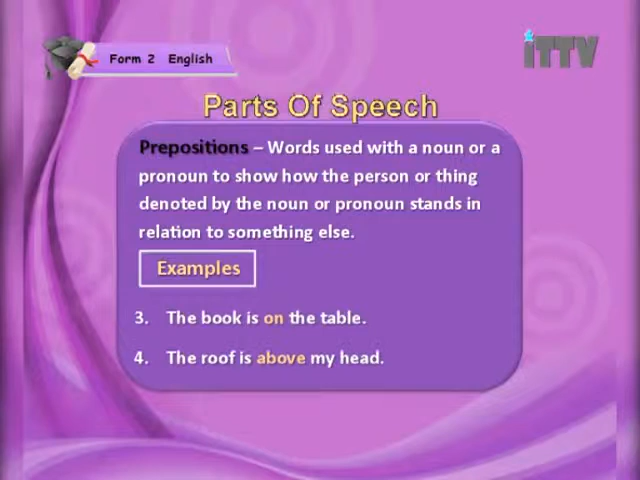 Form 2 English
iTTV
Parts Of Speech
Prepositions – Words used with a noun or a
pronoun to show how the person or thing
denoted by the noun or pronoun stands in
relation to something else.
Examples
3. The book is on the table.
4. The roof is above my head.